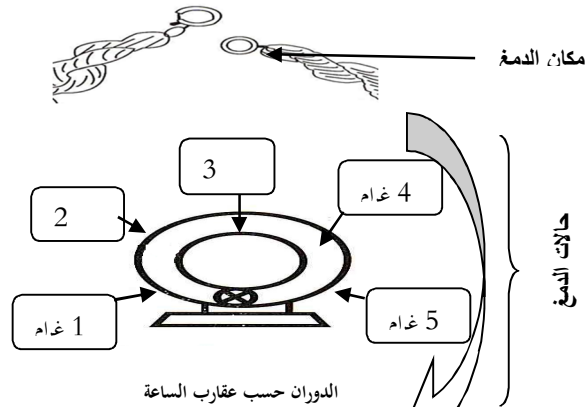 مكان الدمغ
3
4 غرام
2
حالات الدمغ
1 غرام
5 غرام
الدوران حسب عقارب الساعة